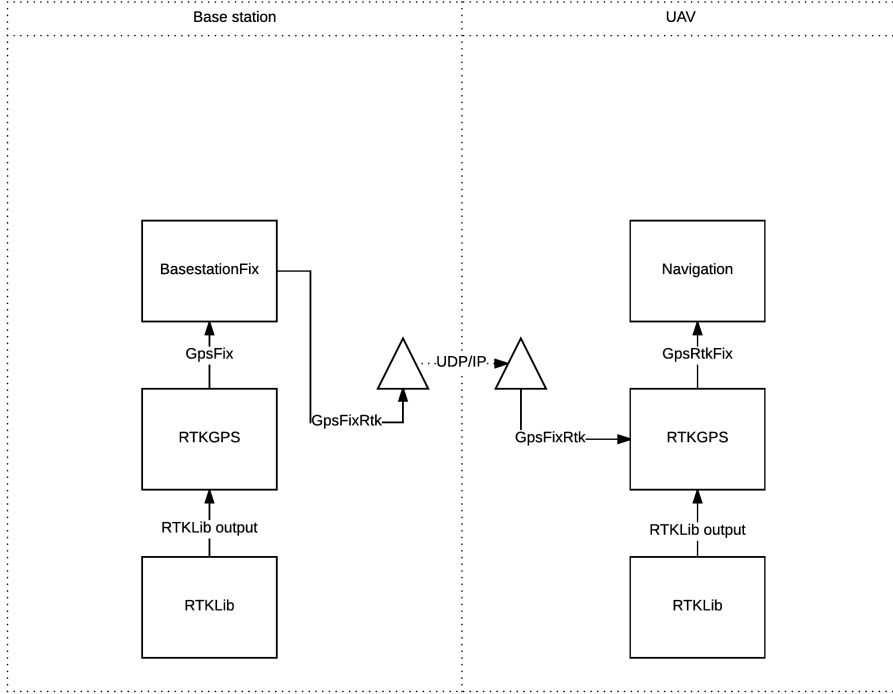 Base station
UAV
BasestationFix
Navigation
GpsFix
GpsRtkFix
UDP/IP
GpsFixRtk
GpsFixRtk
RTKGPS
RTKGPS
RTKLib output
RTKLib output
RTKLib
RTKLib